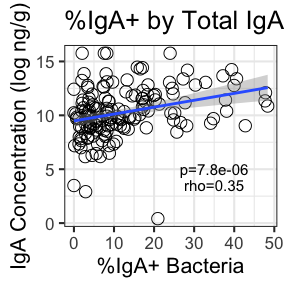 %IgA+ by Total IgA
IgA Concentration (log ng/g)
15
10
5
0
p=7.8e-06
rho=0.35
0 10 20 30 40 50
%IgA+ Bacteria